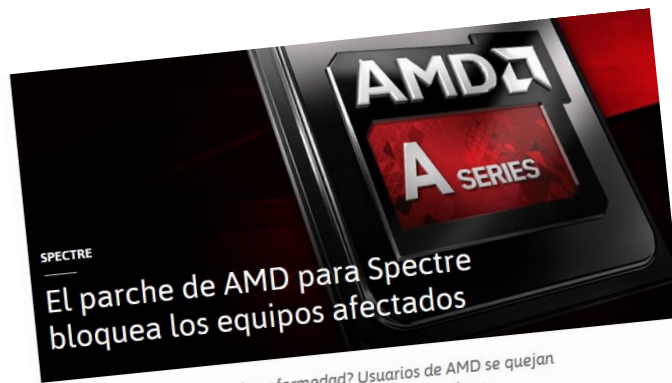 AMD
A SERIES
SPECTRE
El parche de AMD para Spectre
bloquea los equipos afectados
Usuarios de AMD se quejan